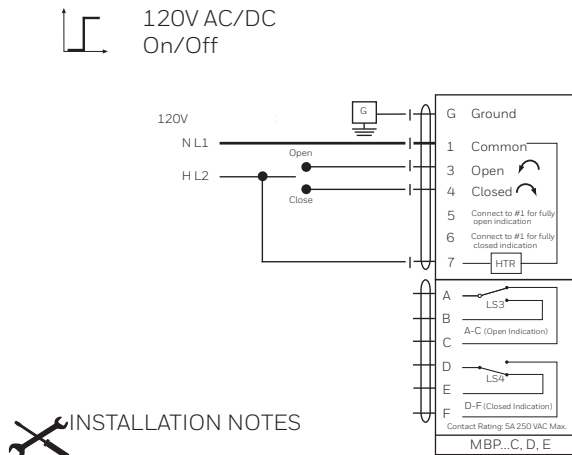 120V AC/DC
On/Off
G
G Ground
120V
N L1
1 Common
Open
3 Open
H L2
4 Closed
Close
5 Connect to #1 for fully
open indication
6 Connect to #1 for fully
closed indication
7 HTR
A
LS3
B
A-C (Open Indication)
C
D
LS4
E
D-F (Closed Indication)
F
Contact Rating: 5A 250 VAC Max.
INSTALLATION NOTES
MBP...C, D, E